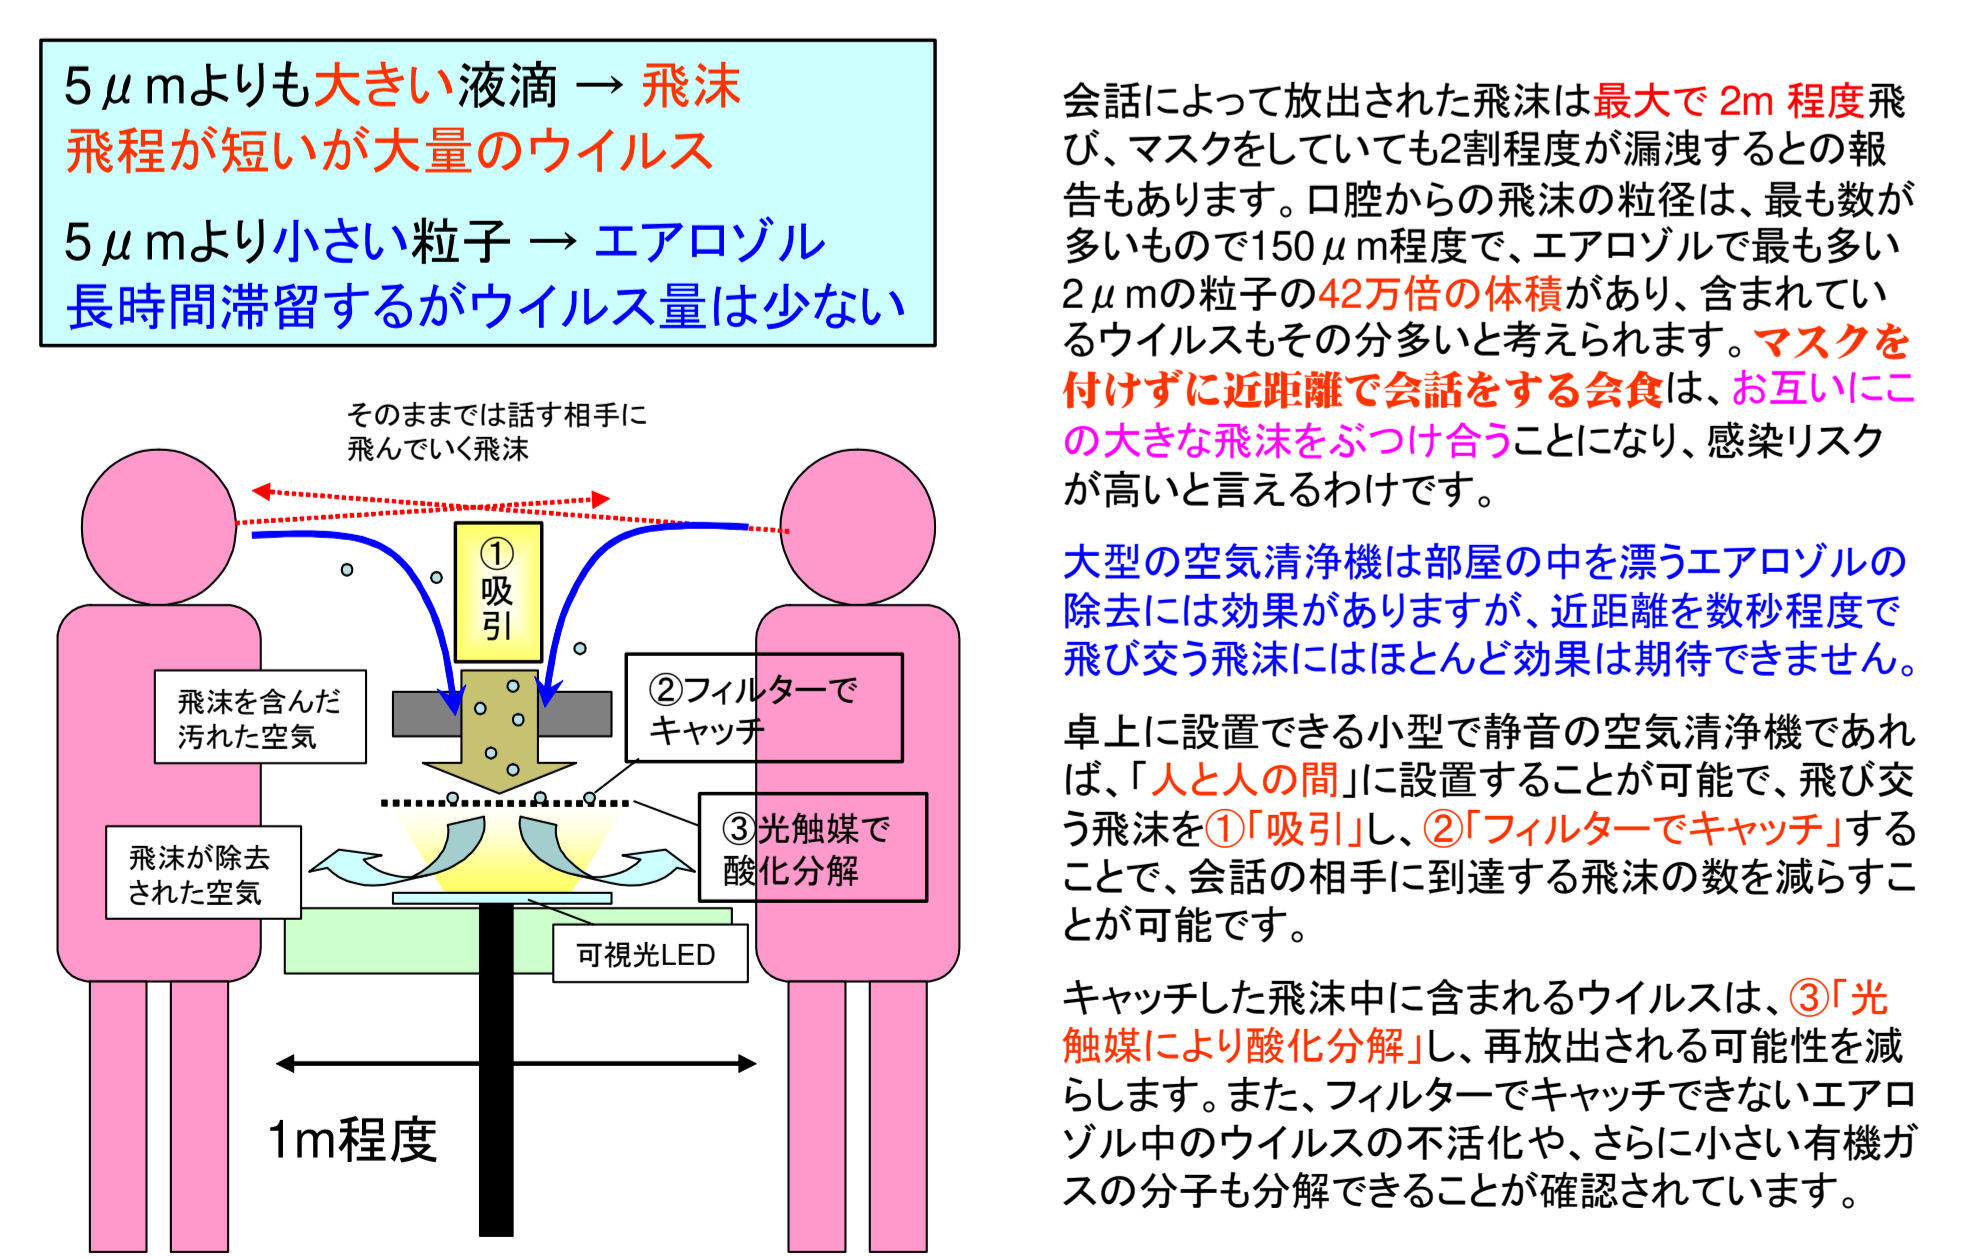 5μmよりも大きい液滴 → 飛沫
飛程が短いが大量のウイルス
5μmより小さい粒子 → エアロゾル
長時間滞留するがウイルス量は少ない
そのままでは話す相手に
飛んでいく飛沫
①
吸
引
②フィルターで
キャッチ
飛沫を含んだ
汚れた空気
③光触媒で
酸化分解
飛沫が除去
された空気
可視光LED
1m程度
会話によって放出された飛沫は最大で 2m 程度飛
び、マスクをしていても2割程度が漏洩するとの報
告もあります。口腔からの飛沫の粒径は、最も数が
多いもので150μm程度で、エアロゾルで最も多い
2μmの粒子の42万倍の体積があり、含まれてい
るウイルスもその分多いと考えられます。マスクを
付けずに近距離で会話をする会食は、お互いにこ
の大きな飛沫をぶつけ合うことになり、感染リスク
が高いと言えるわけです。
大型の空気清浄機は部屋の中を漂うエアロゾルの
除去には効果がありますが、近距離を数秒程度で
飛び交う飛沫にはほとんど効果は期待できません。
卓上に設置できる小型で静音の空気清浄機であれ
ば、「人と人の間」に設置することが可能で、飛び交
う飛沫を①「吸引」し、②「フィルターでキャッチ」する
ことで、会話の相手に到達する飛沫の数を減らすこ
とが可能です。
キャッチした飛沫中に含まれるウイルスは、③「光
触媒により酸化分解」し、再放出される可能性を減
らします。また、フィルターでキャッチできないエアロ
ゾル中のウイルスの不活化や、さらに小さい有機ガ
スの分子も分解できることが確認されています。